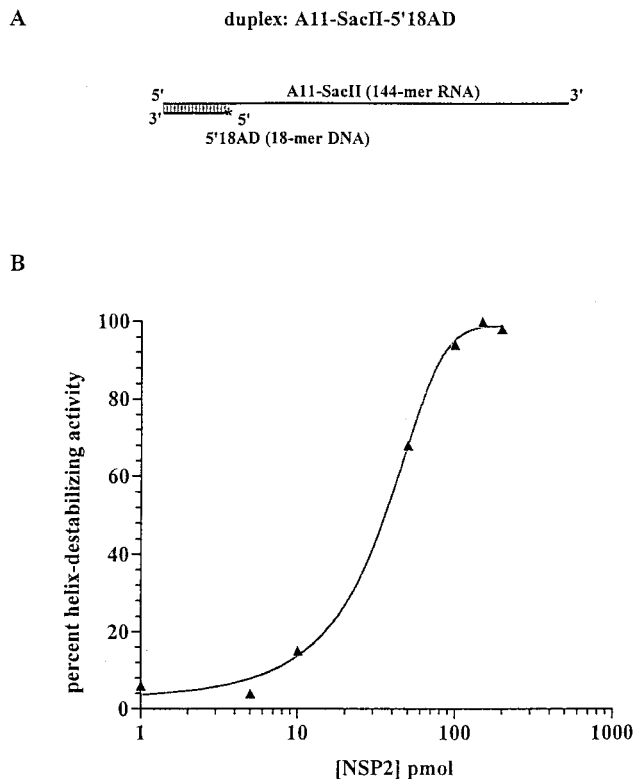 A
duplex: A11-SacII-5'18AD
5' A11-SacII (144-mer RNA) 3'
3' * 5'
5'18AD (18-mer DNA)
B
percent helix-destabilizing activity
100
80
60
40
20
0
1 10 100 1000
[NSP2] pmol